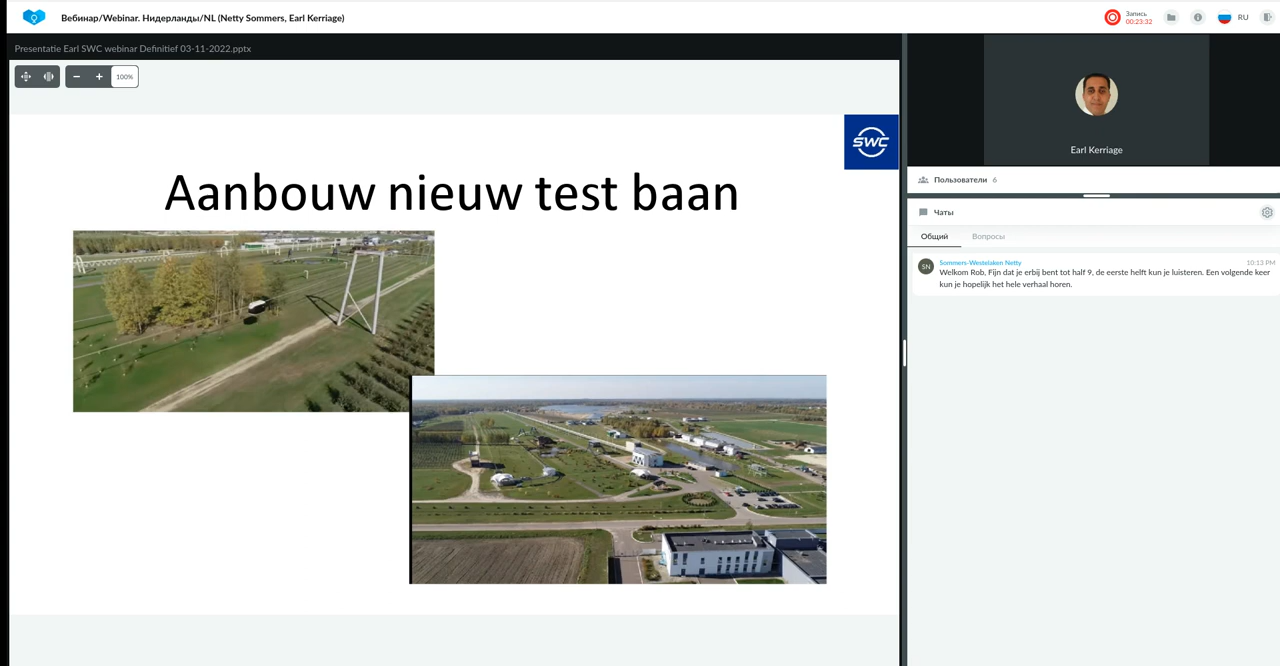 Вебинар/Webinar. Нидерланды/NL (Netty Sommers, Earl Kerriage)
Запись
00:23:32
RU
Presentatie Earl SWC webinar Definitief 03-11-2022.pptx
100%
SWC
Aanbouw nieuw test baan
Earl Kerriage
Пользователи 6
Чаты
Общий Вопросы
SN
Sommers-Westelaken Netty 10:13 PM
Welkom Rob, Fijn dat je erbij bent tot half 9, de eerste helft kun je luisteren. Een volgende keer
kun je hopelijk het hele verhaal horen.